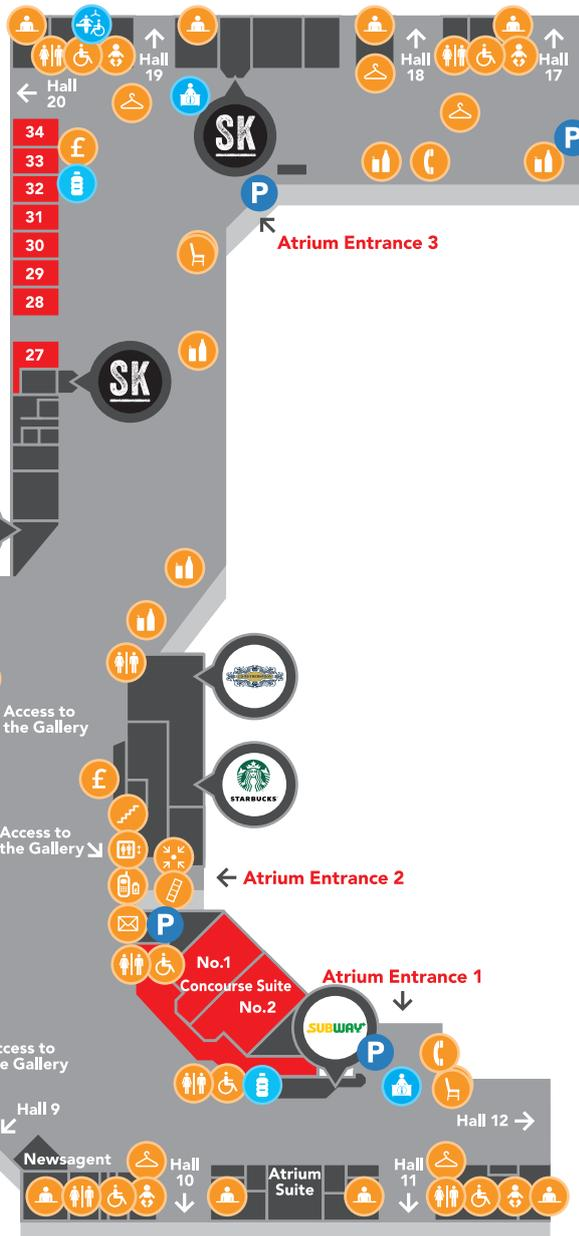 Hall
19
Hall
18
Hall
17
Hall
20
SK
P
34
£
33
32
P
31
Atrium Entrance 3
30
29
28
27
SK
Access to
the Gallery
£
STARBUCKS
Access to
the Gallery
Atrium Entrance 2
P
No.1
Concourse Suite
No.2
Atrium Entrance 1
SUBWAY
P
ccess to
e Gallery
Hall 9
Hall 12
Newsagent
Hall
10
Atrium
Suite
Hall
11